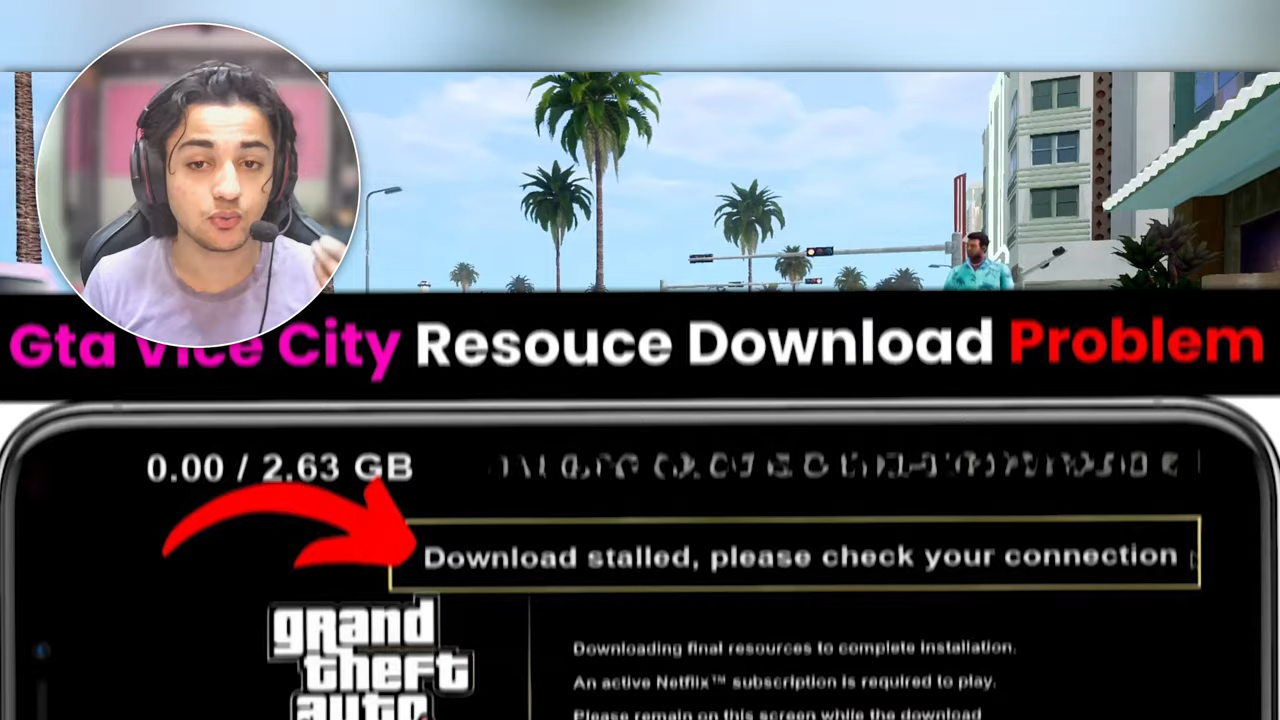 Gta Vice City Resouce Download Problem
0.00 / 2.63 GB
Download stalled, please check your connection
grand
theft
auto
Downloading final resources to complete installation.
An active Netflix™ subscription is required to play.
Please remain on this screen while the download